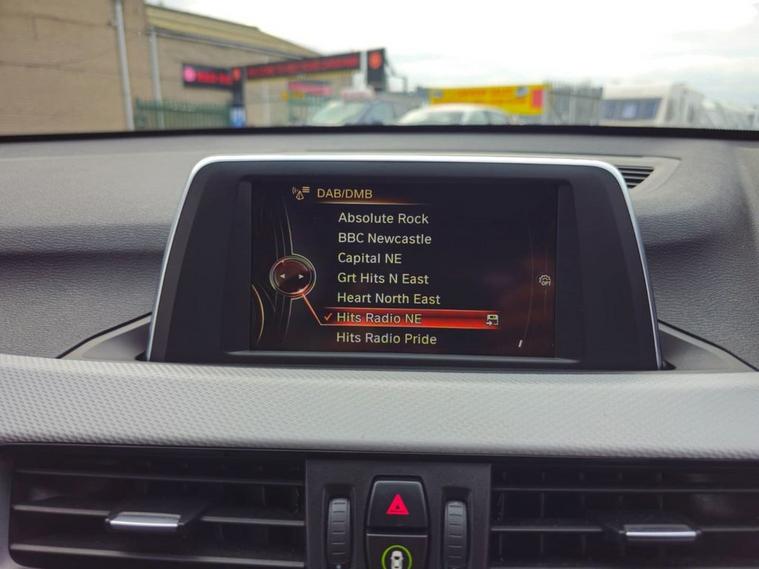 DAB/DMB
Absolute Rock
BBC Newcastle
Capital NE
Grt Hits N East
Heart North East
Hits Radio NE
Hits Radio Pride